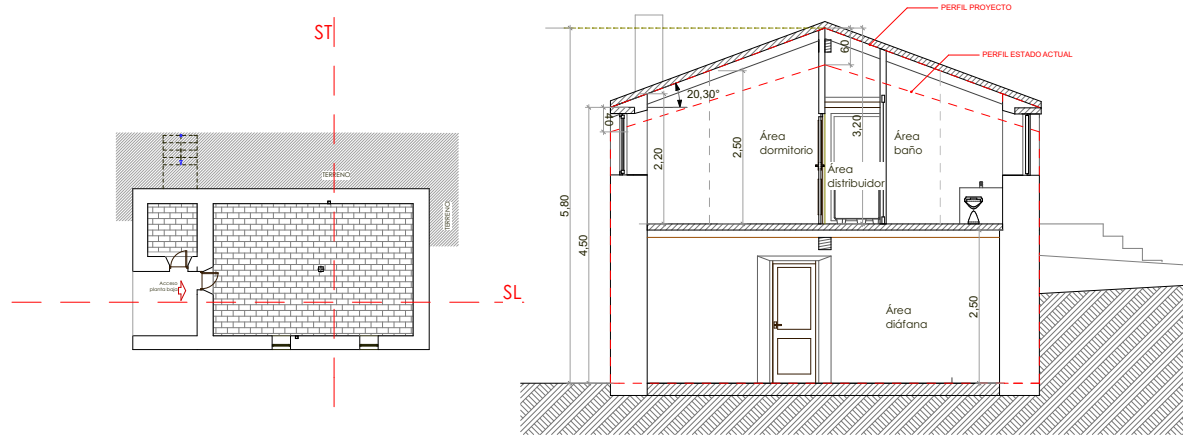 ST
TERRENO
TERRENO
Acceso
planta baja
SL
PERFIL PROYECTO
PERFIL ESTADO ACTUAL
60
20,30°
40
2,20
2,50
3,20
5,80
4,50
Área
dormitorio
Área
baño
Área
distribuidor
Área
diáfana
2,50